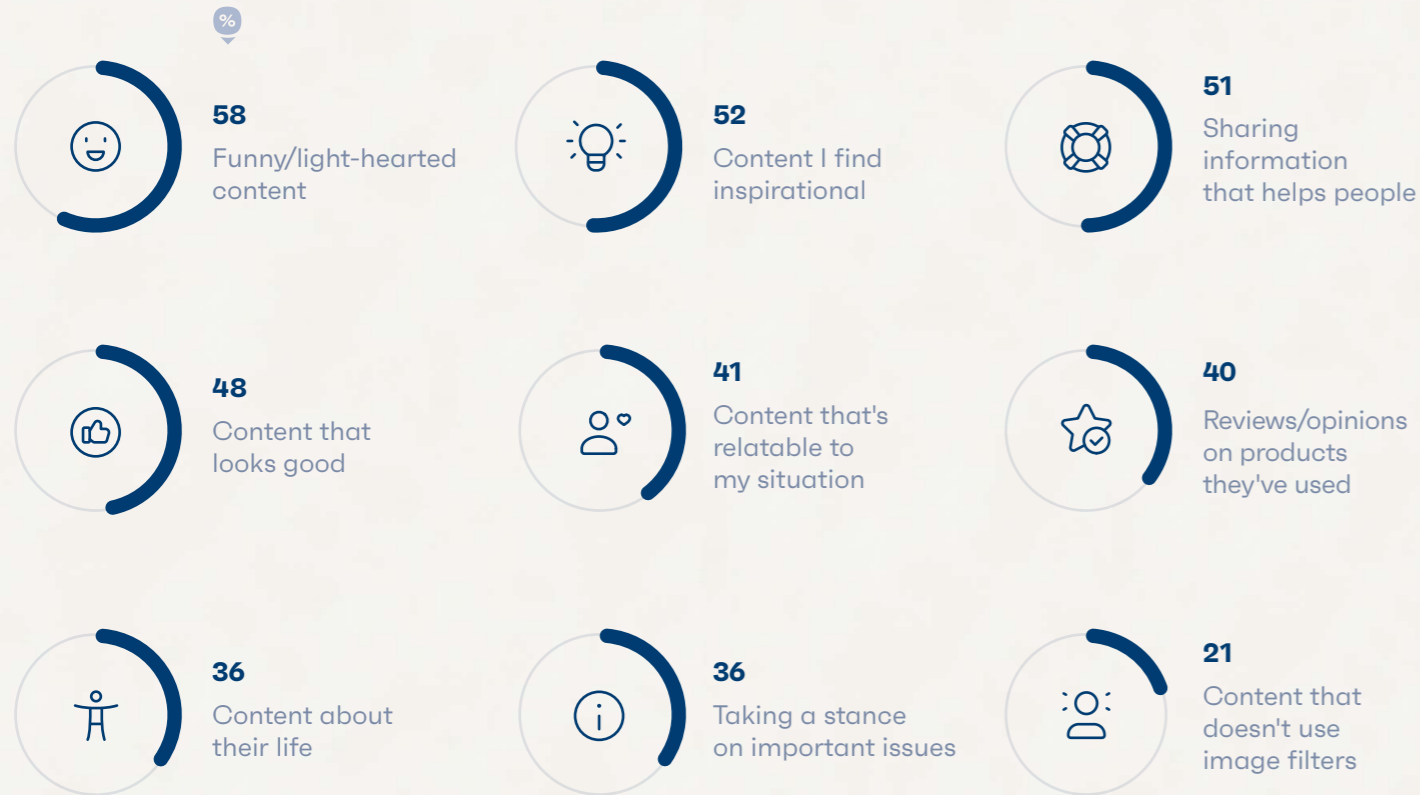 %
58
Funny/light-hearted
content
52
Content I find
inspirational
51
Sharing
information
that helps people
48
Content that
looks good
41
Content that's
relatable to
my situation
40
Reviews/opinions
on products
they've used
36
Content about
their life
36
Taking a stance
on important issues
21
Content that
doesn't use
image filters